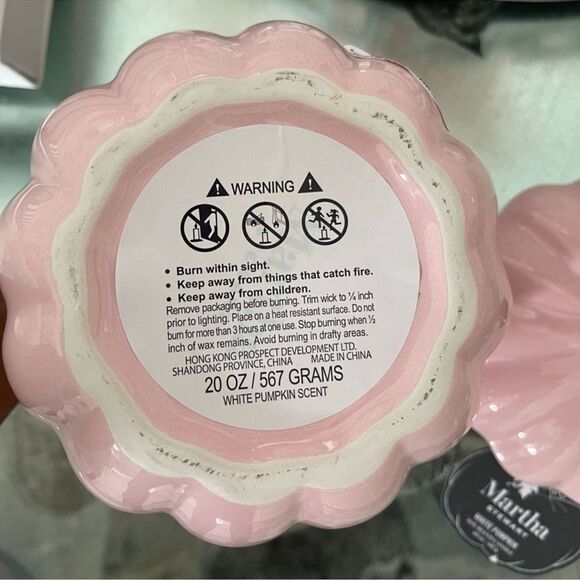 WARNING
• Burn within sight.
• Keep away from things that catch fire.
• Keep away from children.
Remove packaging before burning. Trim wick to ¼ inch
prior to lighting. Place on a heat resistant surface. Do not
burn for more than 3 hours at one use. Stop burning when ½
inch of wax remains. Avoid burning in drafty areas.
HONG KONG PROSPECT DEVELOPMENT LTD.
SHANDONG PROVINCE, CHINA MADE IN CHINA
20 OZ / 567 GRAMS
WHITE PUMPKIN SCENT
Martha
STEWART
WHITE PUMPKIN